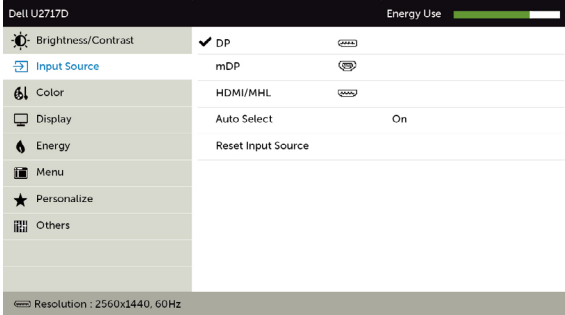 Dell U2717D Energy Use
Brightness/Contrast
DP
Input Source
mDP
Color
HDMI/MHL
Display
Auto Select On
Energy
Reset Input Source
Menu
Personalize
Others
Resolution : 2560x1440, 60Hz